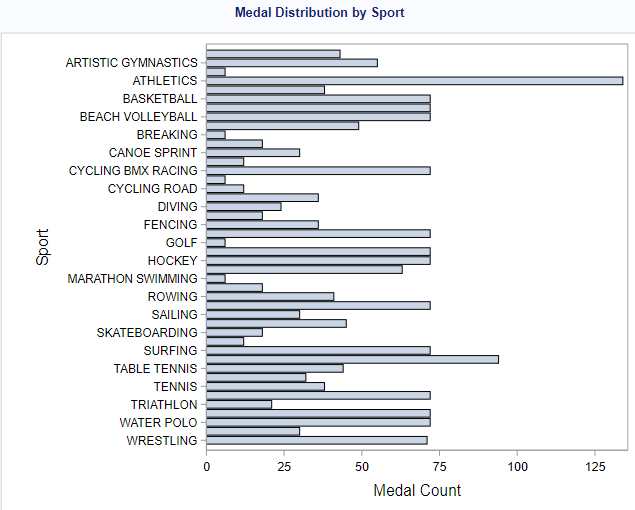 Medal Distribution by Sport
ARTISTIC GYMNASTICS
ATHLETICS
BASKETBALL
BEACH VOLLEYBALL
BREAKING
CANOE SPRINT
CYCLING BMX RACING
CYCLING ROAD
DIVING
FENCING
GOLF
HOCKEY
MARATHON SWIMMING
ROWING
SAILING
SKATEBOARDING
SURFING
TABLE TENNIS
TENNIS
TRIATHLON
WATER POLO
WRESTLING
Sport
0 25 50 75 100 125
Medal Count